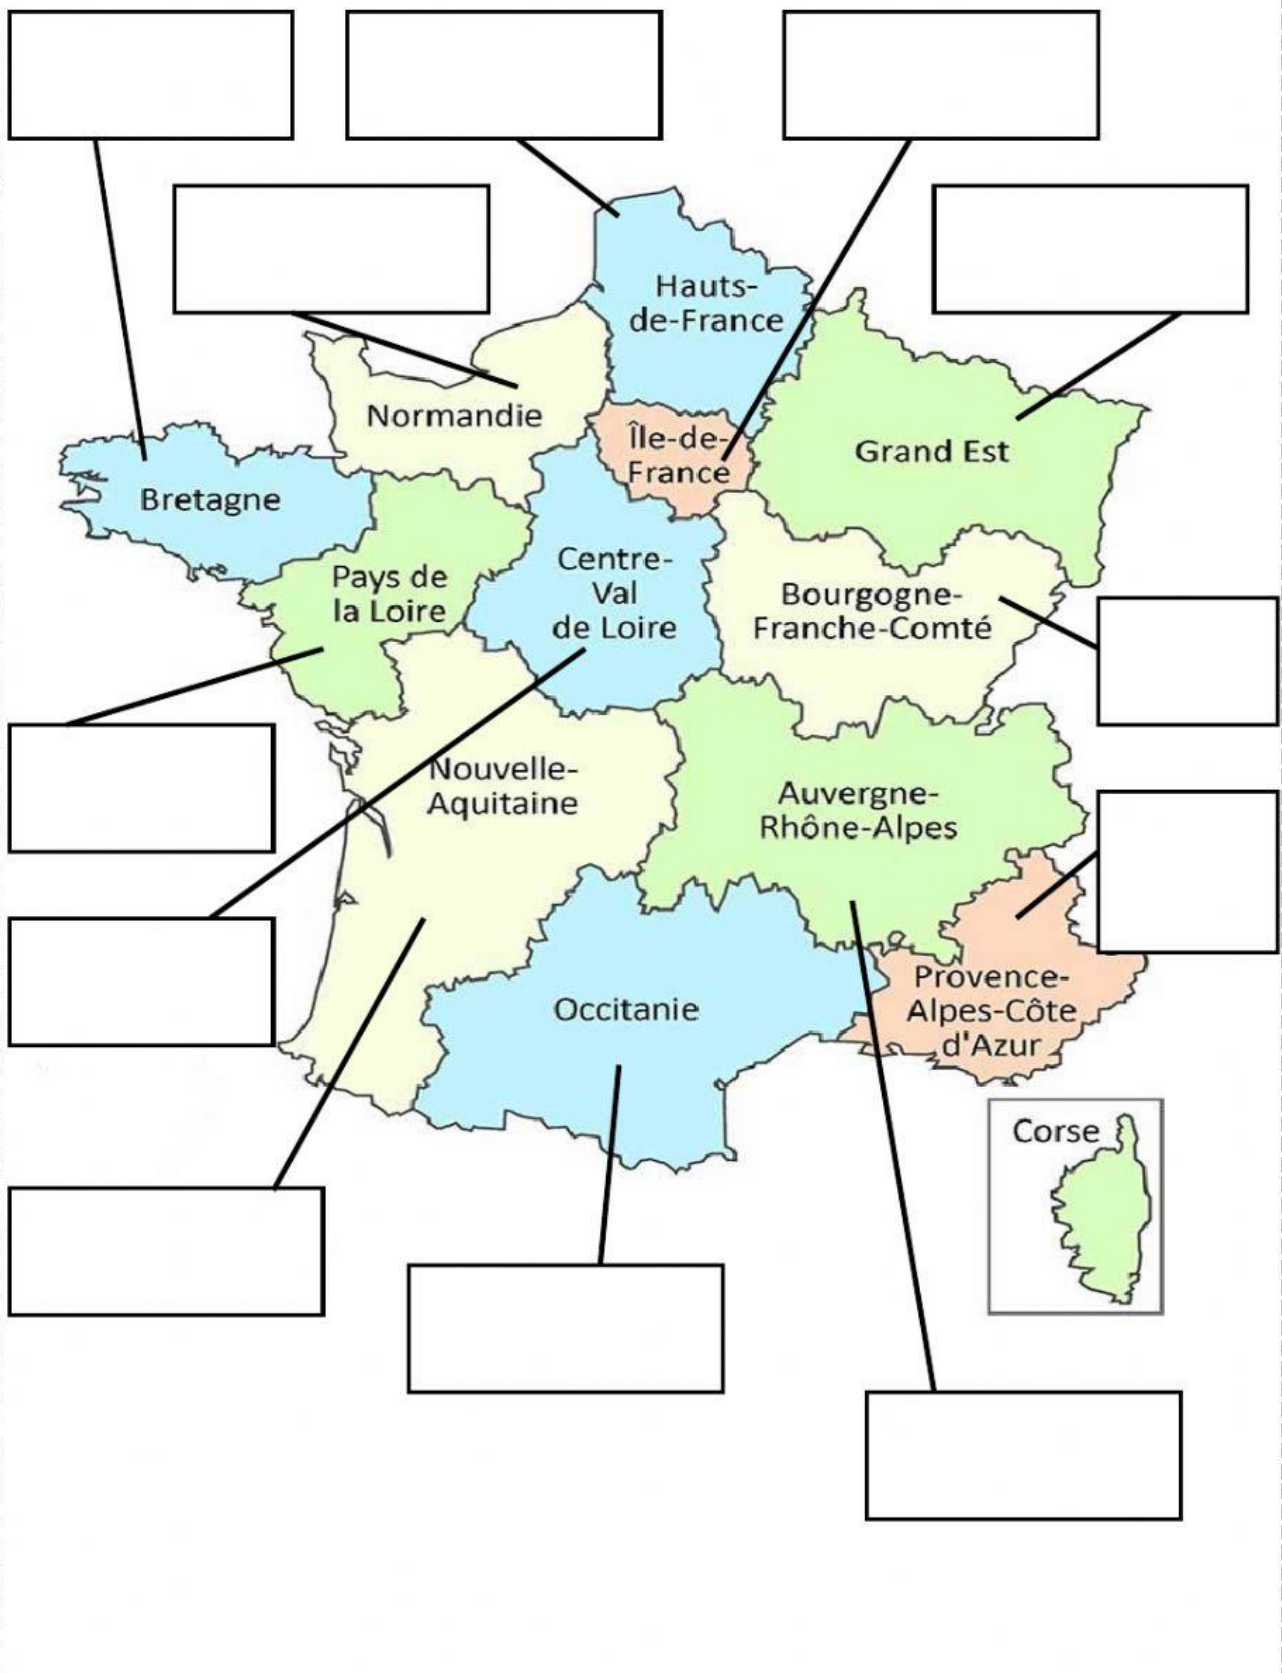 Hauts-
de-France
Normandie
Île-de-
France
Grand Est
Bretagne
Pays de
la Loire
Centre-
Val
de Loire
Bourgogne-
Franche-Comté
Nouvelle-
Aquitaine
Auvergne-
Rhône-Alpes
Occitanie
Provence-
Alpes-Côte
d'Azur
Corse